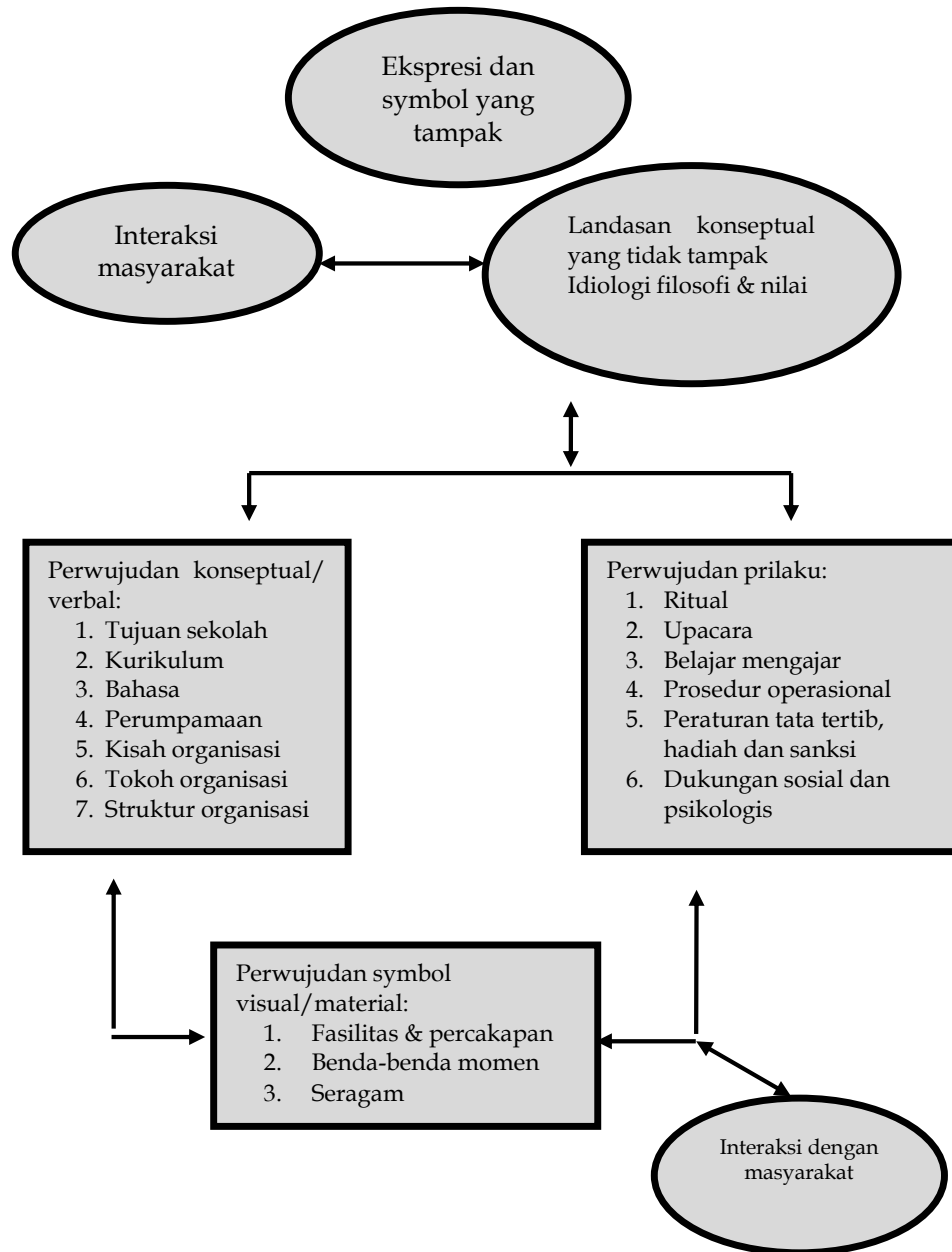 Ekspresi dan
symbol yang
tampak
Interaksi
masyarakat
Landasan konseptual
yang tidak tampak
Idiologi filosofi & nilai
Perwujudan konseptual/
verbal:
1. Tujuan sekolah
2. Kurikulum
3. Bahasa
4. Perumpamaan
5. Kisah organisasi
6. Tokoh organisasi
7. Struktur organisasi
Perwujudan prilaku:
1. Ritual
2. Upacara
3. Belajar mengajar
4. Prosedur operasional
5. Peraturan tata tertib,
hadiah dan sanksi
6. Dukungan sosial dan
psikologis
Perwujudan symbol
visual/material:
1. Fasilitas & percakapan
2. Benda-benda momen
3. Seragam
Interaksi dengan
masyarakat